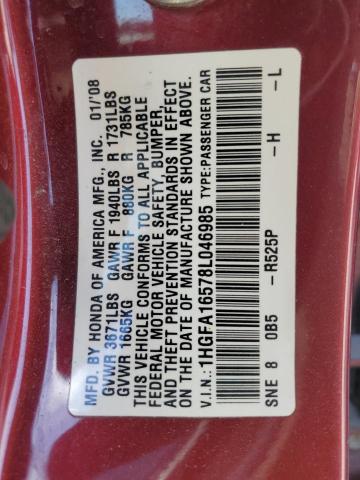 MFD. BY HONDA OF AMERICA MFG., INC. 01/'08
GVWR 3671LBS GAWR F 1940LBS R 1731LBS
GVWR 1665KG GAWR F 880KG R 785KG
THIS VEHICLE CONFORMS TO ALL APPLICABLE
FEDERAL MOTOR VEHICLE SAFETY, BUMPER,
AND THEFT PREVENTION STANDARDS IN EFFECT
ON THE DATE OF MANUFACTURE SHOWN ABOVE.
V.I.N.: 1HGFA16578L046985 TYPE:PASSENGER CAR
SNE 8 0B5 -R525P -H -L